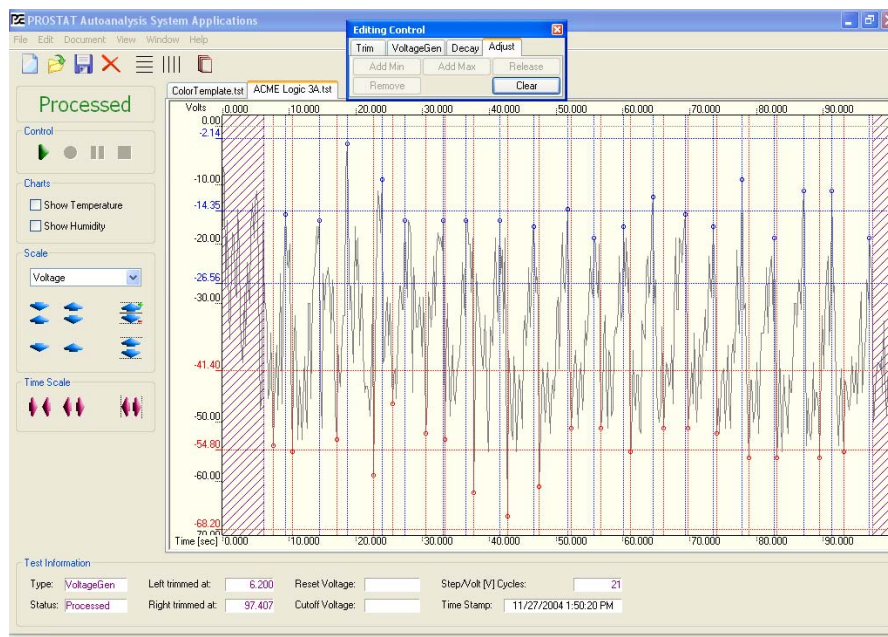 PROSTAT Autoanalysis System Applications
File Edit Document View Window Help
Editing Control
Trim VoltageGen Decay Adjust
Add Min Add Max Release
Remove Clear
Processed
Control
Charts
Show Temperature
Show Humidity
Scale
Voltage
Time Scale
ColorTemplate.tst ACME Logic 3A.tst
Volts 0.000 10.000 20.000 30.000 40.000 50.000 60.000 70.000 80.000 90.000
0.00
-2.14
-10.00
-14.35
-20.00
-26.56
-30.00
-41.40
-50.00
-54.80
-60.00
-68.20
Time [sec] 0.000 10.000 20.000 30.000 40.000 50.000 60.000 70.000 80.000 90.000
Test Information
Type: VoltageGen Left trimmed at: 6.200 Reset Voltage: Step/Volt [V] Cycles: 21
Status: Processed Right trimmed at: 97.407 Cutoff Voltage: Time Stamp: 11/27/2004 1:50:20 PM